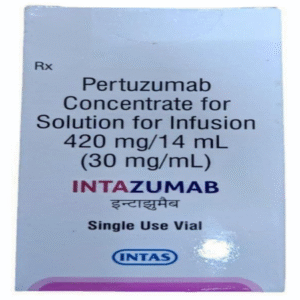 Rx
Pertuzumab
Concentrate for
Solution for Infusion
420 mg/14 mL
(30 mg/mL)
INTAZUMAB
इन्टाझुमैब
Single Use Vial
INTAS